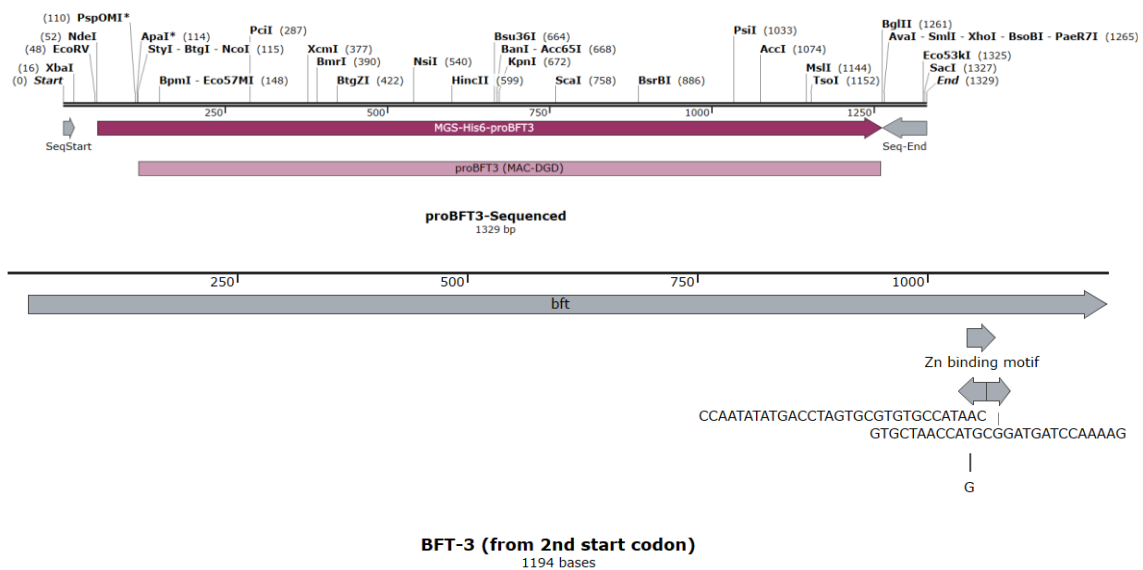 (110) PspOMI*
(52) NdeI
(48) EcoRV
(16) XbaI
(0) Start
ApaI* (114)
StyI - BtgI - NcoI (115)
BpmI - Eco57MI (148)
PciI (287)
XcmI (377)
BmrI (390)
BtgZI (422)
NsiI (540)
HincII (599)
Bsu36I (664)
BanI - Acc65I (668)
KpnI (672)
ScaI (758)
BsrBI (886)
PsiI (1033)
AccI (1074)
MslI (1144)
TsoI (1152)
BglII (1261)
AvaI - SmlI - XhoI - BsoBI - PaeR7I (1265)
Eco53kI (1325)
SacI (1327)
End (1329)
250 500 750 1000 1250
MGS-His6-proBFT3
SeqStart Seq-End
proBFT3 (MAC-DGD)
proBFT3-Sequenced
1329 bp
250 500 750 1000
bft
Zn binding motif
CCAATATATGACCTAGTGCGTGTGCCATAAC
GTGCTAACCATGCGGATGATCCAAAAG
G
BFT-3 (from 2nd start codon)
1194 bases